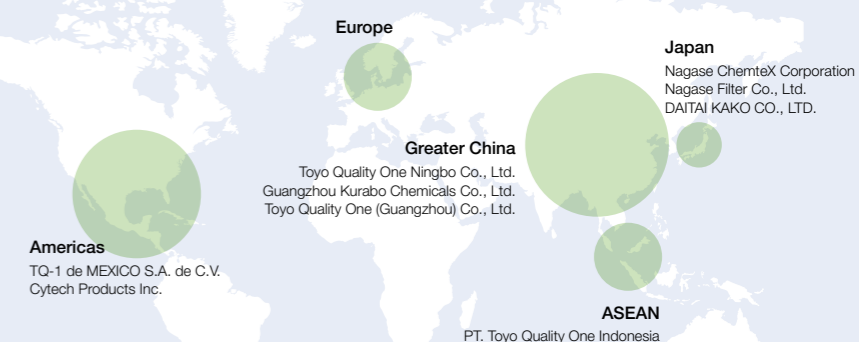 Europe
Japan
Nagase ChemteX Corporation
Nagase Filter Co., Ltd.
DAITAI KAKO CO., LTD.
Greater China
Toyo Quality One Ningbo Co., Ltd.
Guangzhou Kurabo Chemicals Co., Ltd.
Toyo Quality One (Guangzhou) Co., Ltd.
Americas
TQ-1 de MEXICO S.A. de C.V.
Cytech Products Inc.
ASEAN
PT. Toyo Quality One Indonesia